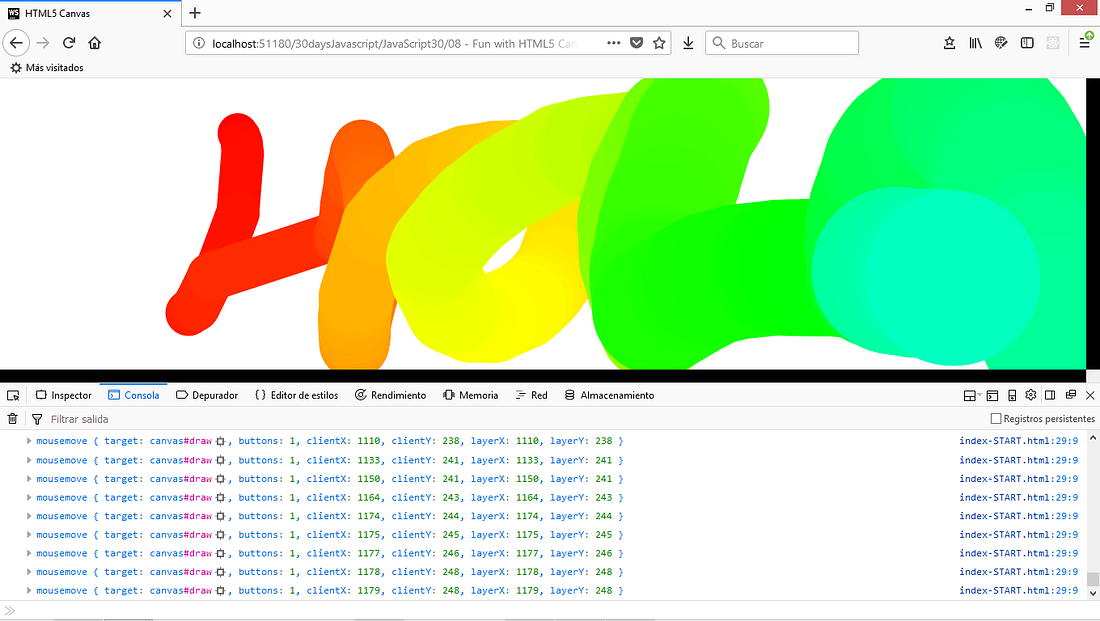 WS HTML5 Canvas
localhost:51180/30daysJavascript/JavaScript30/08 - Fun with HTML5 Can
Buscar
Más visitados
Inspector Consola Depurador Editor de estilos Rendimiento Memoria Red Almacenamiento
Filtrar salida Registros persistentes
mousemove { target: canvas#draw, buttons: 1, clientX: 1110, clientY: 238, layerX: 1110, layerY: 238 } index-START.html:29:9
mousemove { target: canvas#draw, buttons: 1, clientX: 1133, clientY: 241, layerX: 1133, layerY: 241 } index-START.html:29:9
mousemove { target: canvas#draw, buttons: 1, clientX: 1150, clientY: 241, layerX: 1150, layerY: 241 } index-START.html:29:9
mousemove { target: canvas#draw, buttons: 1, clientX: 1164, clientY: 243, layerX: 1164, layerY: 243 } index-START.html:29:9
mousemove { target: canvas#draw, buttons: 1, clientX: 1174, clientY: 244, layerX: 1174, layerY: 244 } index-START.html:29:9
mousemove { target: canvas#draw, buttons: 1, clientX: 1175, clientY: 245, layerX: 1175, layerY: 245 } index-START.html:29:9
mousemove { target: canvas#draw, buttons: 1, clientX: 1177, clientY: 246, layerX: 1177, layerY: 246 } index-START.html:29:9
mousemove { target: canvas#draw, buttons: 1, clientX: 1178, clientY: 248, layerX: 1178, layerY: 248 } index-START.html:29:9
mousemove { target: canvas#draw, buttons: 1, clientX: 1179, clientY: 248, layerX: 1179, layerY: 248 } index-START.html:29:9